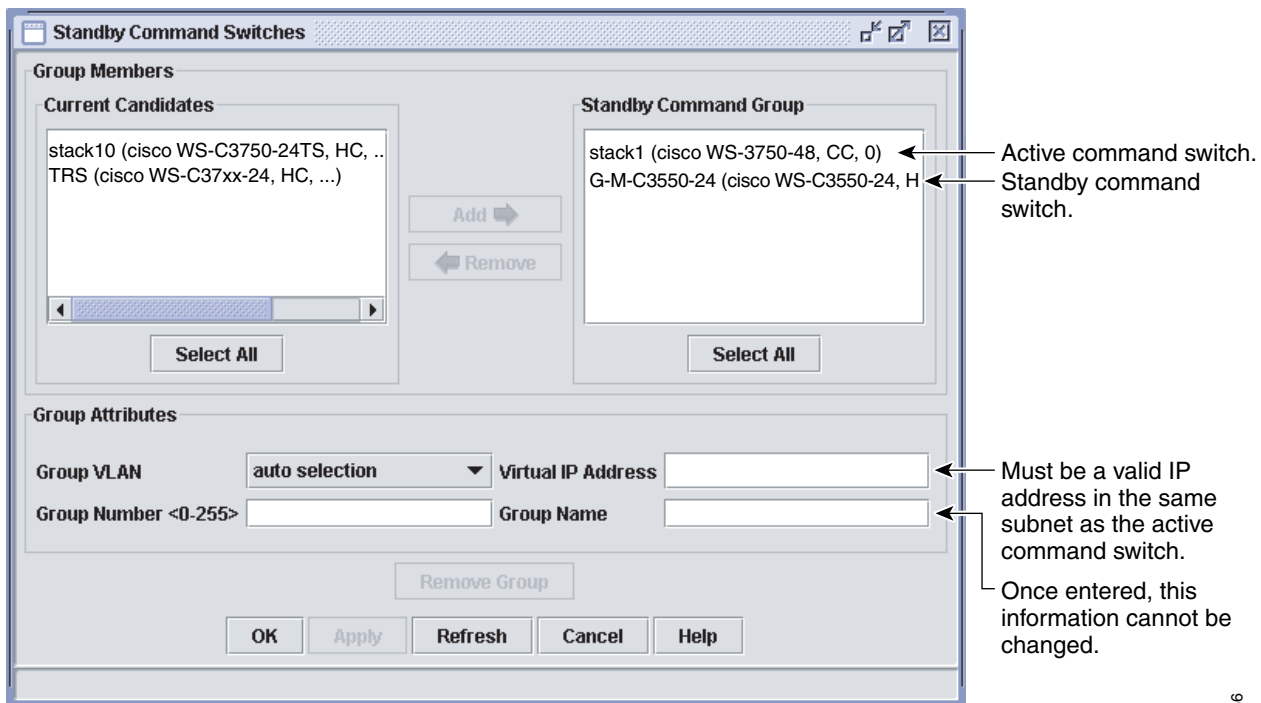 Standby Command Switches
Group Members
Current Candidates
stack10 (cisco WS-C3750-24TS, HC, ..
TRS (cisco WS-C37xx-24, HC, ...)
Select All
Add
Remove
Standby Command Group
stack1 (cisco WS-3750-48, CC, 0)
G-M-C3550-24 (cisco WS-C3550-24, H
Select All
Active command switch.
Standby command
switch.
Group Attributes
Group VLAN
auto selection
Virtual IP Address
Group Number <0-255>
Group Name
Must be a valid IP
address in the same
subnet as the active
command switch.
Once entered, this
information cannot be
changed.
Remove Group
OK
Apply
Refresh
Cancel
Help
6